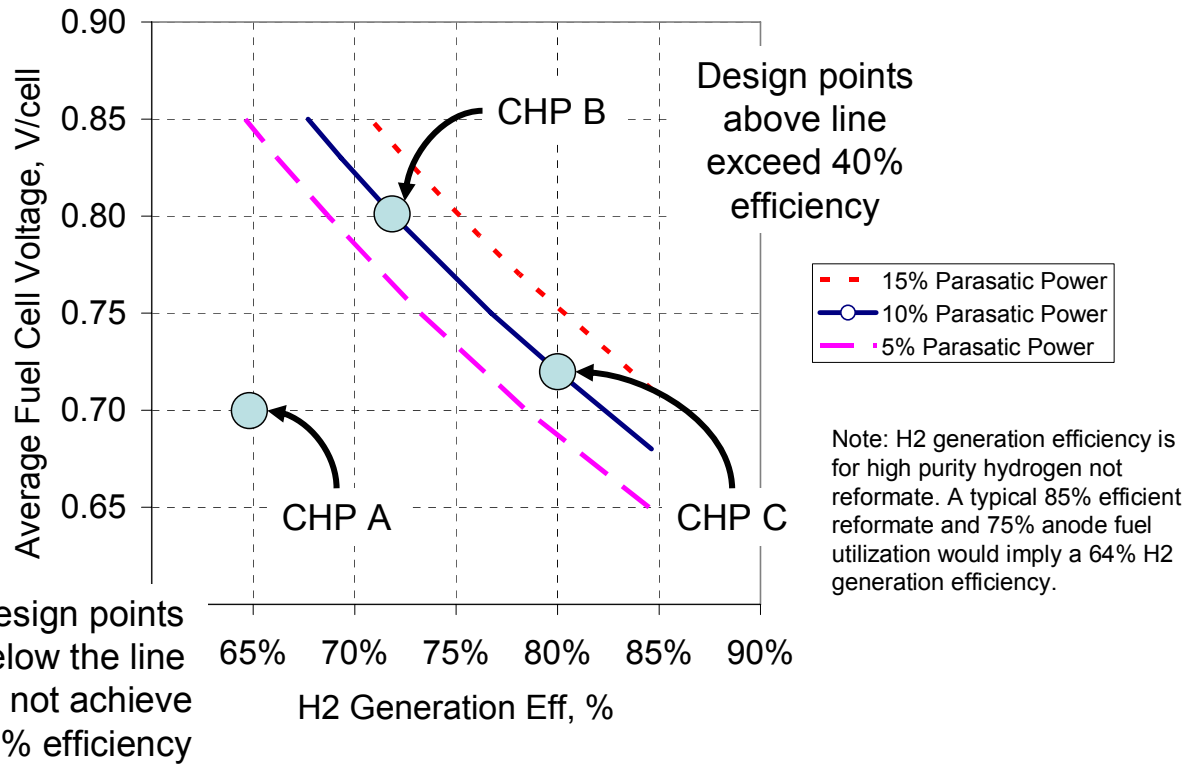 0.90
0.85
0.80
0.75
0.70
0.65
Average Fuel Cell Voltage, V/cell
CHP B
Design points
above line
exceed 40%
efficiency
15% Parasatic Power
10% Parasatic Power
5% Parasatic Power
CHP A
CHP C
Note: H2 generation efficiency is
for high purity hydrogen not
reformate. A typical 85% efficient
reformate and 75% anode fuel
utilization would imply a 64% H2
generation efficiency.
65% 70% 75% 80% 85% 90%
H2 Generation Eff, %
esign points
elow the line
not achieve
% efficiency